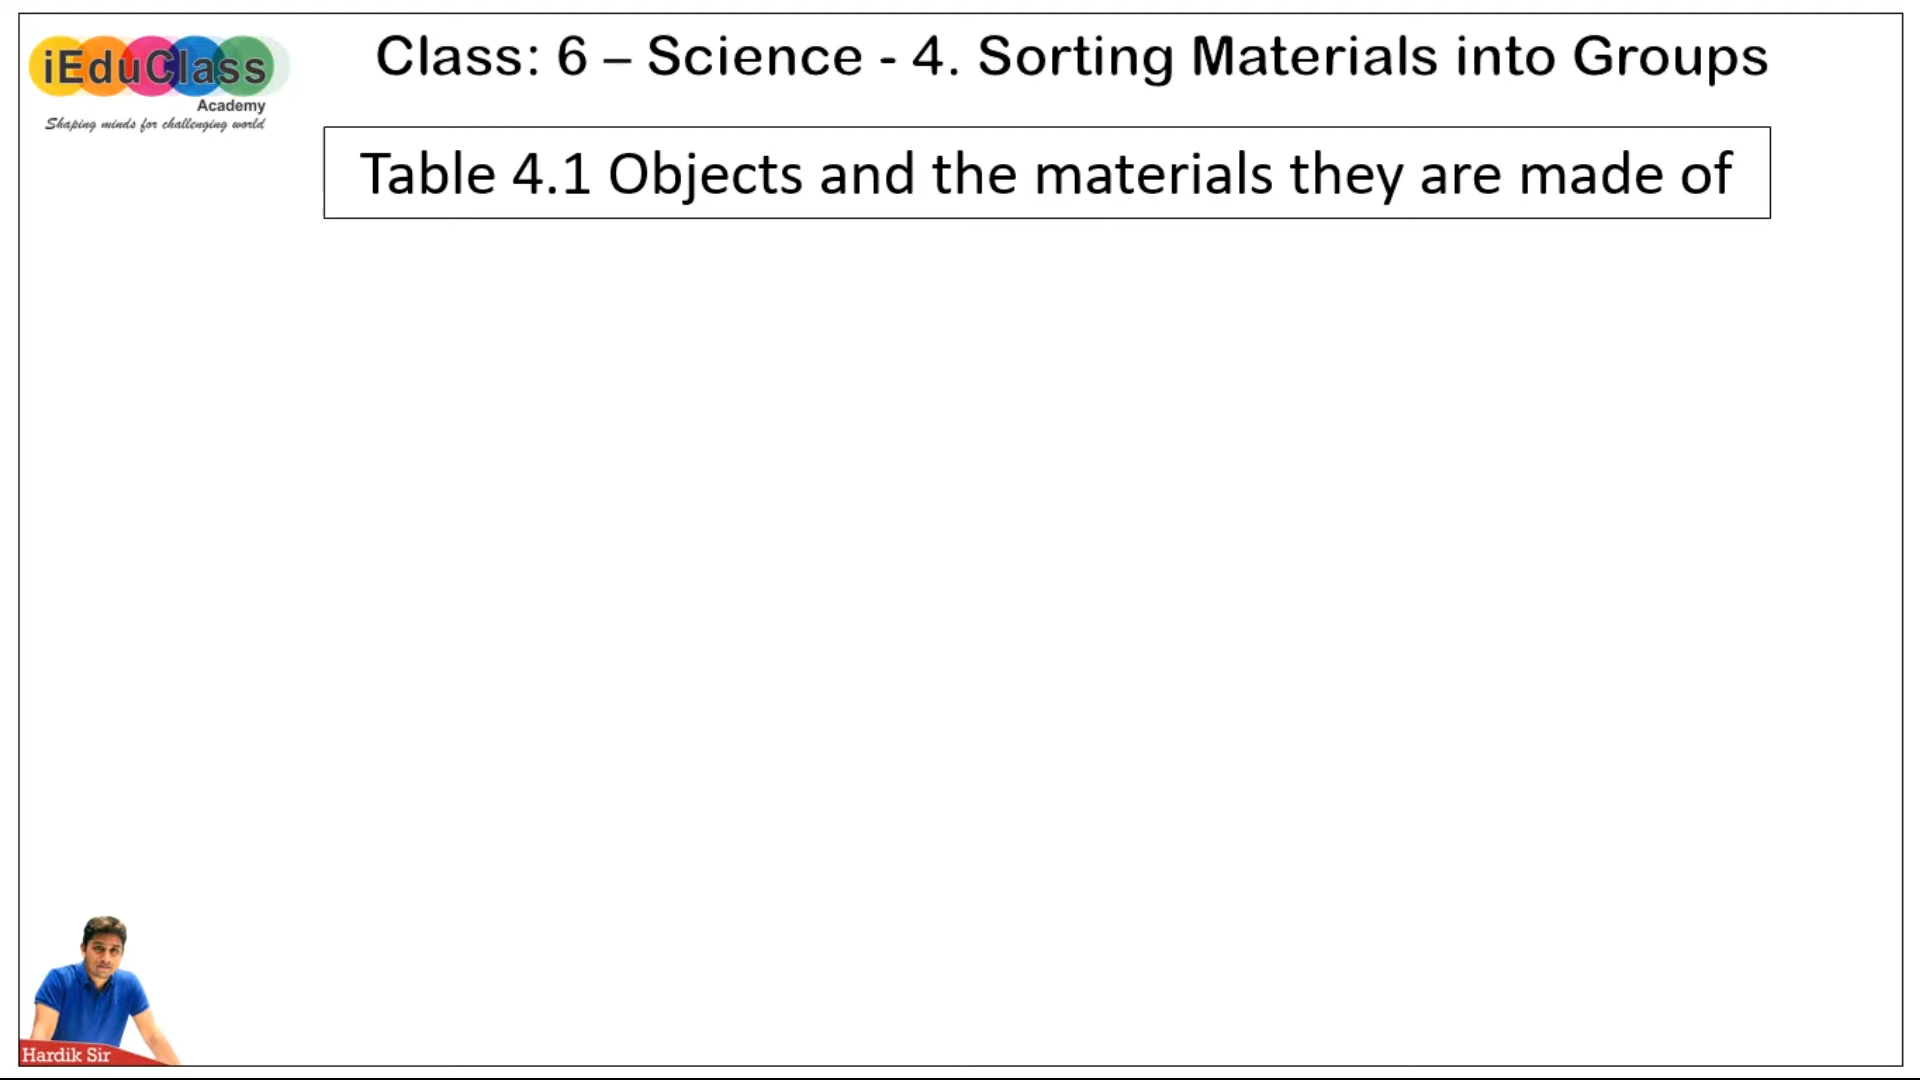 iEduClass
Academy
Shaping minds for challenging world
Class: 6 – Science - 4. Sorting Materials into Groups
Table 4.1 Objects and the materials they are made of
Hardik Sir